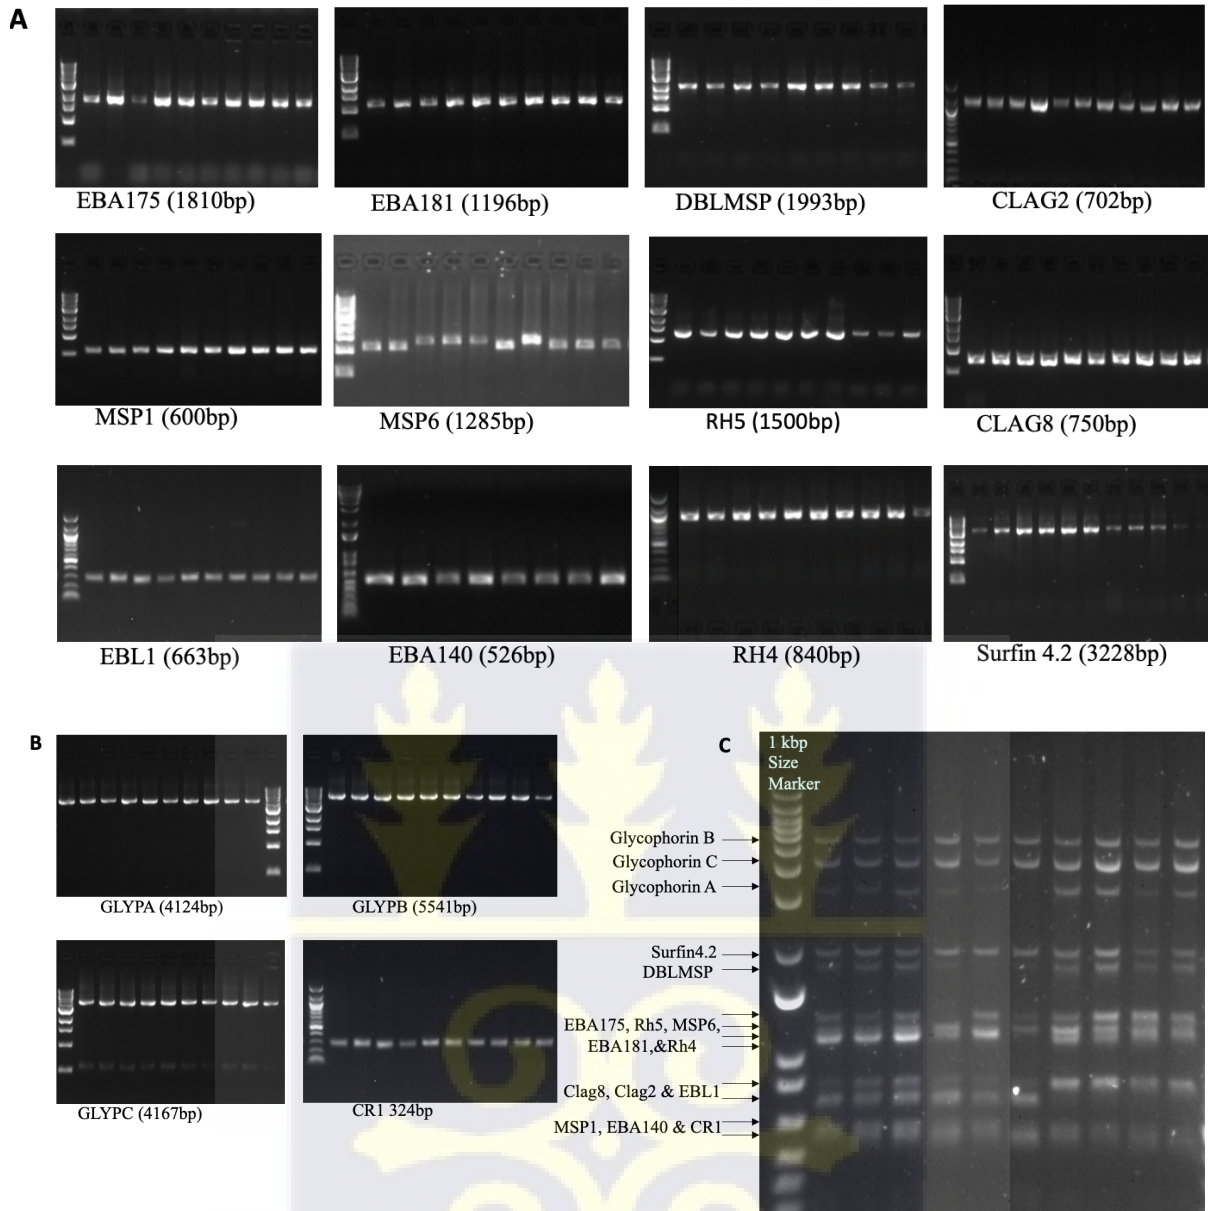 A
EBA175 (1810bp)
EBA181 (1196bp)
DBLMSP (1993bp)
CLAG2 (702bp)
MSP1 (600bp)
MSP6 (1285bp)
RH5 (1500bp)
CLAG8 (750bp)
EBL1 (663bp)
EBA140 (526bp)
RH4 (840bp)
Surfin 4.2 (3228bp)
B
GLYPA (4124bp)
GLYPB (5541bp)
GLYPC (4167bp)
CR1 324bp
C
1 kbp
Size
Marker
Glycophorin B
Glycophorin C
Glycophorin A
Surfin4.2
DBLMSP
EBA175, Rh5, MSP6,
EBA181,&Rh4
Clag8, Clag2 & EBL1
MSP1, EBA140 & CR1